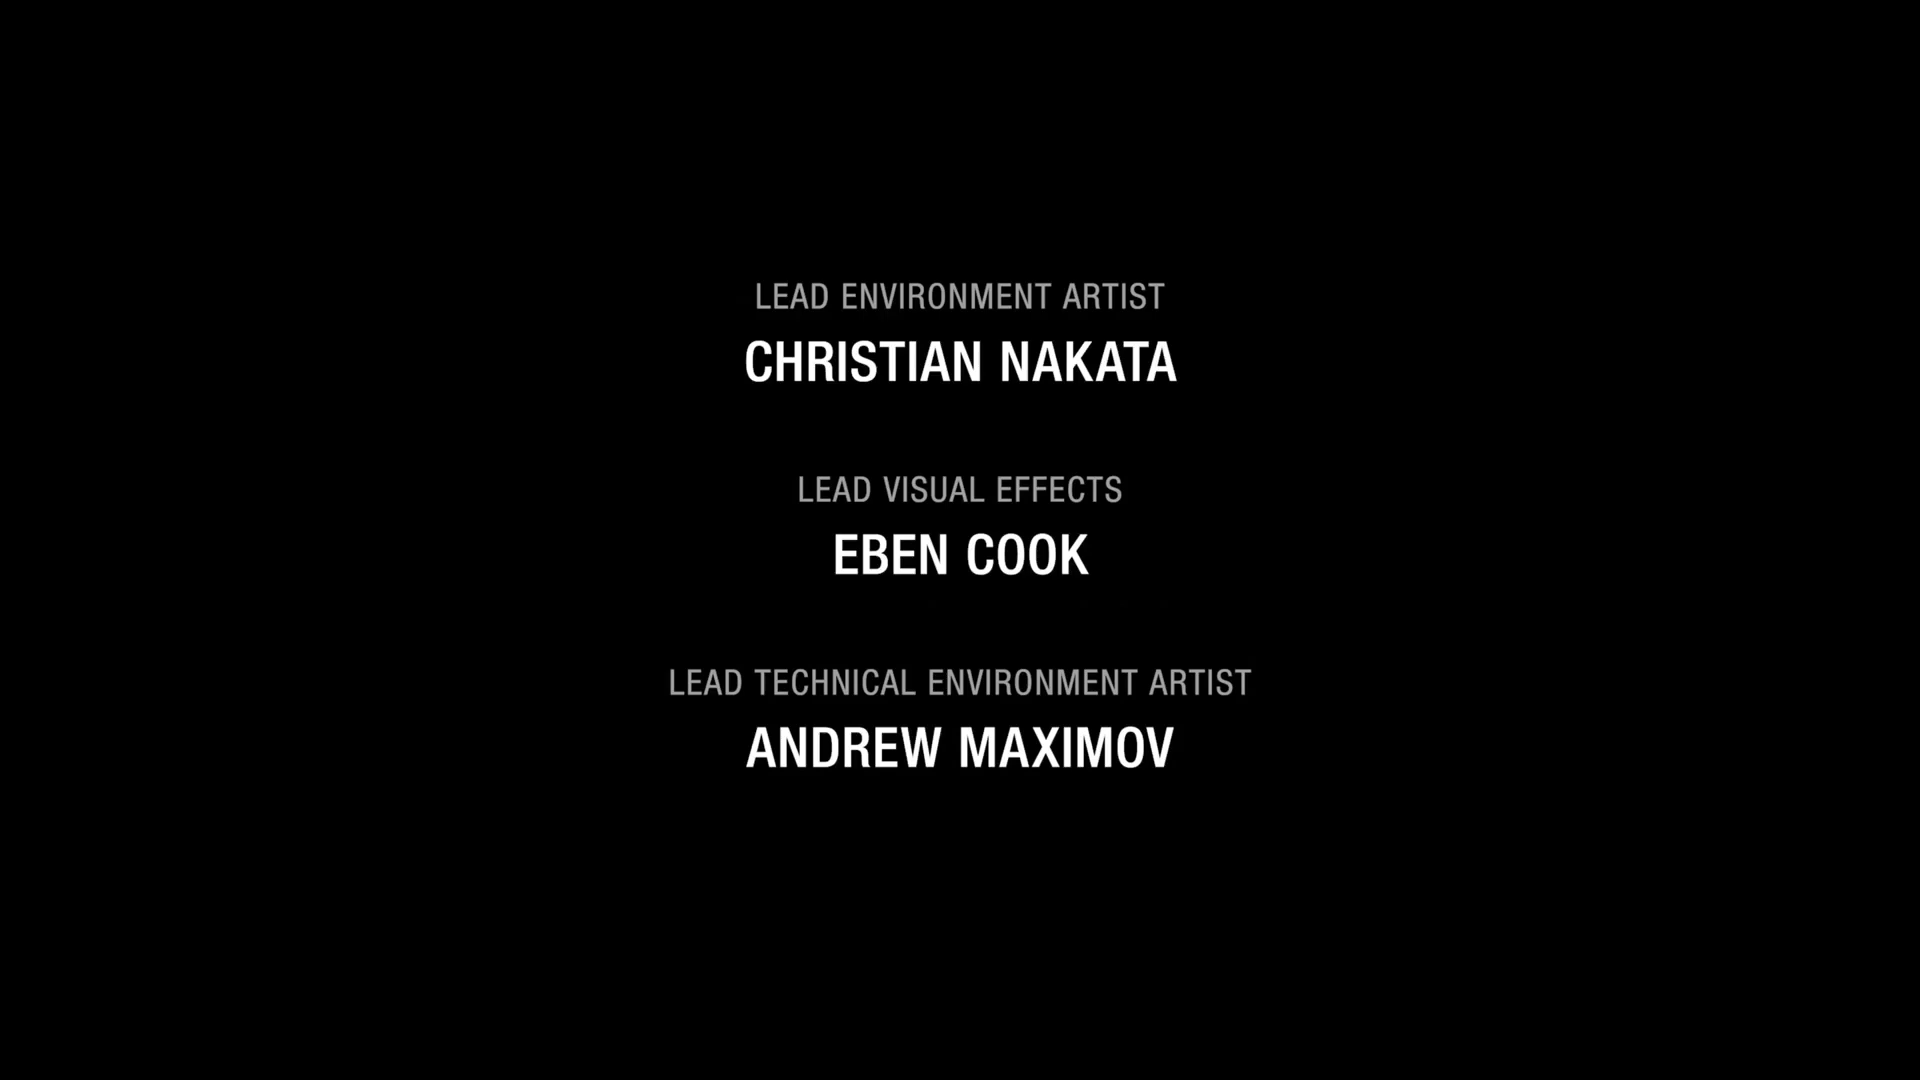 LEAD ENVIRONMENT ARTIST
CHRISTIAN NAKATA
LEAD VISUAL EFFECTS
EBEN COOK
LEAD TECHNICAL ENVIRONMENT ARTIST
ANDREW MAXIMOV